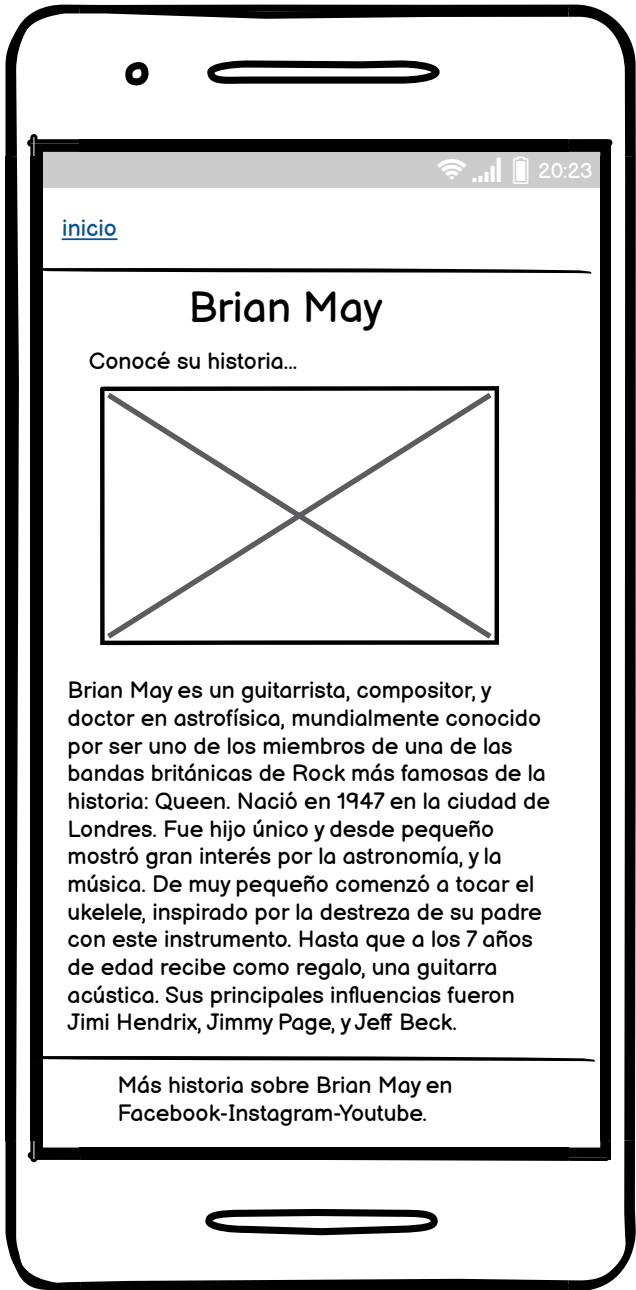 20:23
inicio
Brian May
Conocé su historia...
Brian May es un guitarrista, compositor, y
doctor en astrofísica, mundialmente conocido
por ser uno de los miembros de una de las
bandas británicas de Rock más famosas de la
historia: Queen. Nació en 1947 en la ciudad de
Londres. Fue hijo único y desde pequeño
mostró gran interés por la astronomía, y la
música. De muy pequeño comenzó a tocar el
ukelele, inspirado por la destreza de su padre
con este instrumento. Hasta que a los 7 años
de edad recibe como regalo, una guitarra
acústica. Sus principales influencias fueron
Jimi Hendrix, Jimmy Page, y Jeff Beck.
Más historia sobre Brian May en
Facebook-Instagram-Youtube.